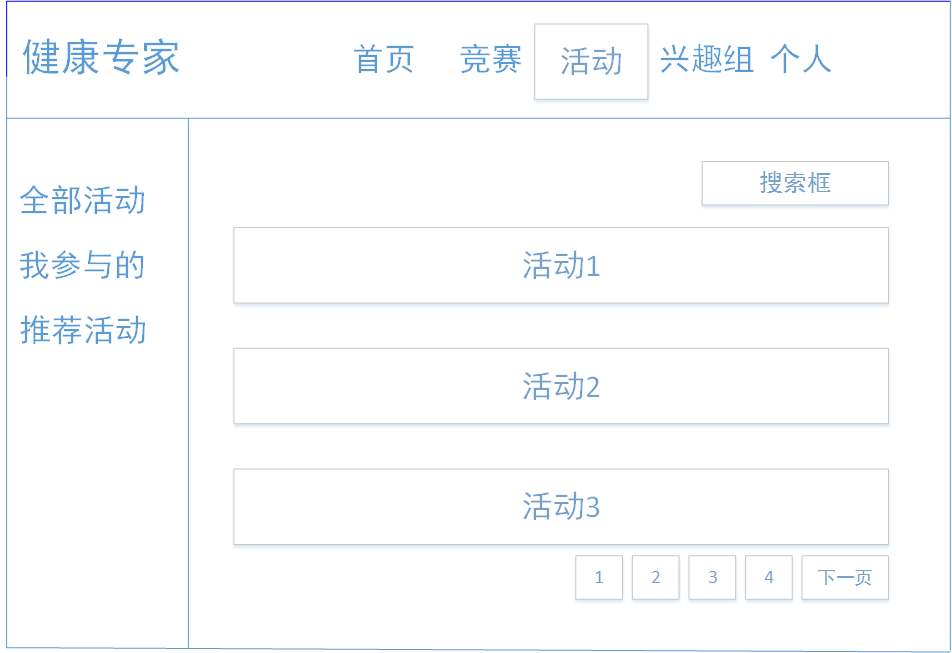 健康专家
首页 竞赛 活动 兴趣组 个人
全部活动
我参与的
推荐活动
搜索框
活动1
活动2
活动3
1 2 3 4 下一页